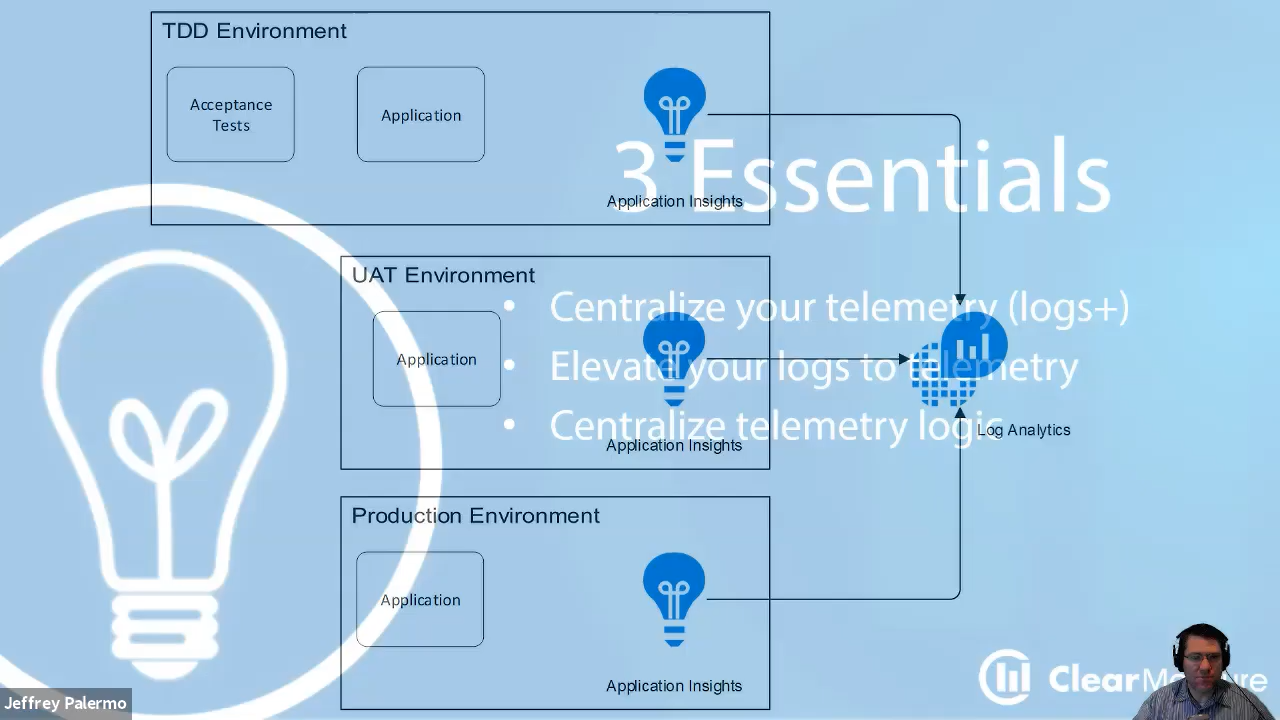 TDD Environment
Acceptance
Tests
Application
Application Insights
3 Essentials
UAT Environment
Application
Application Insights
• Centralize your telemetry (logs+)
• Elevate your logs to telemetry
• Centralize telemetry logic
Log Analytics
Production Environment
Application
Application Insights
Jeffrey Palermo
ClearMeasure